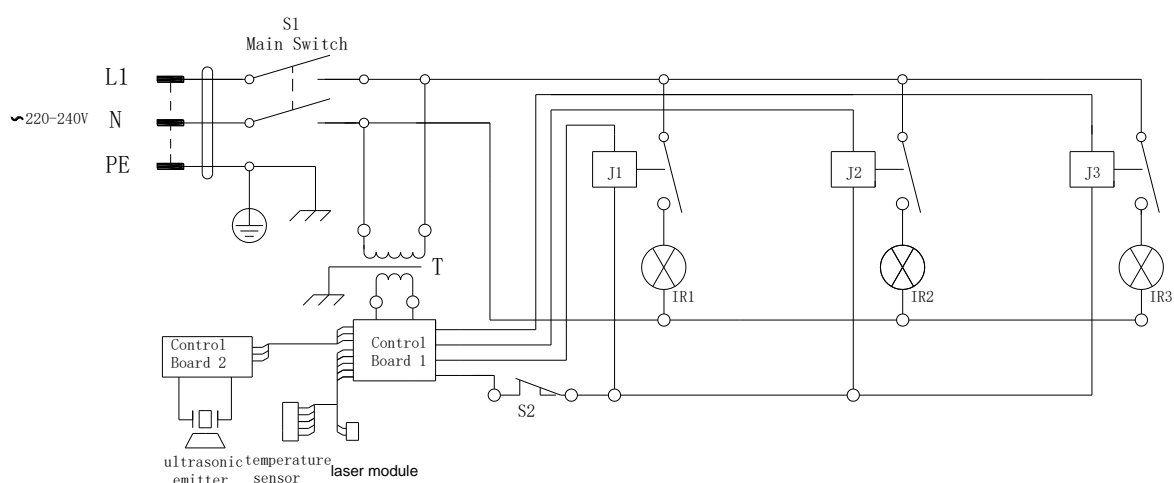 S1
Main Switch
L1
~220-240V
N
PE
J1
J2
J3
T
IR1
IR2
IR3
Control
Board 1
Control
Board 2
S2
ultrasonic
emitter
temperature
sensor
laser module